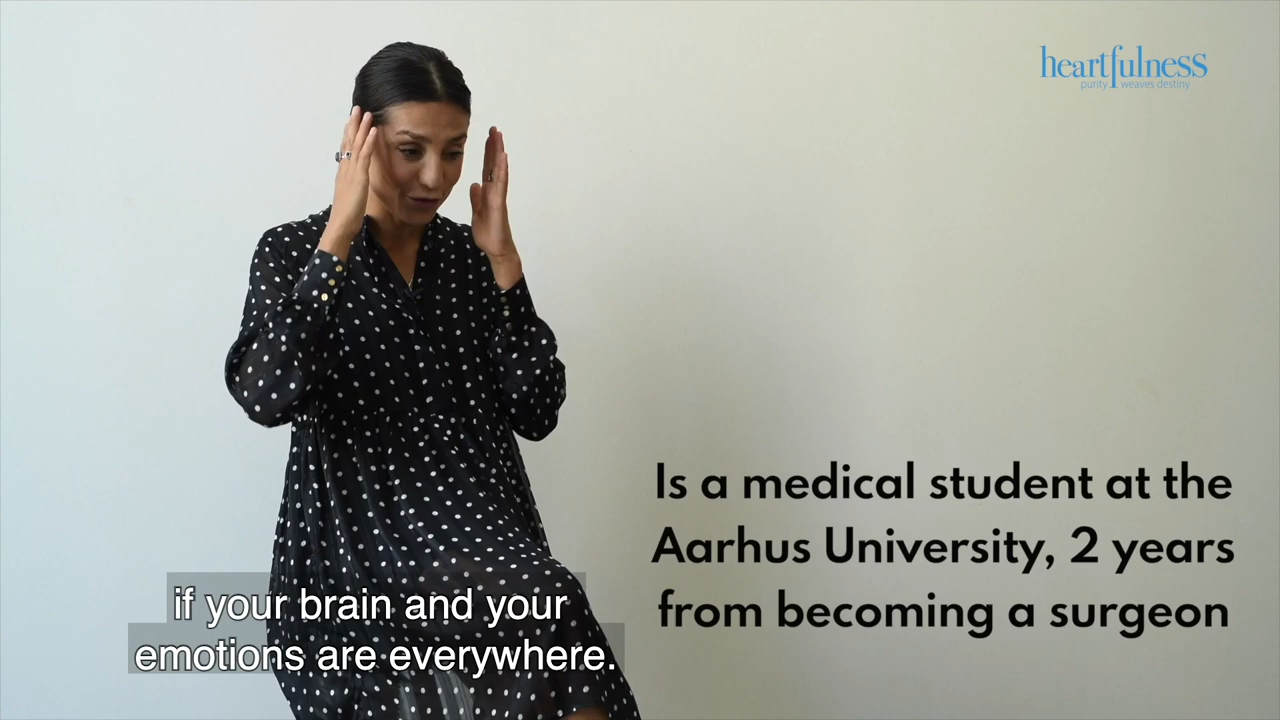 heartfulness
purity weaves destiny
Is a medical student at the
Aarhus University, 2 years
from becoming a surgeon
if your brain and your
emotions are everywhere.